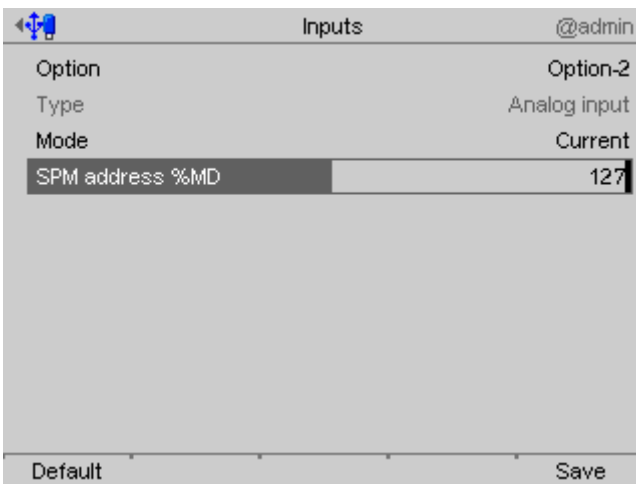 Inputs @admin
Option Option-2
Type Analog input
Mode Current
SPM address %MD 127
Default Save